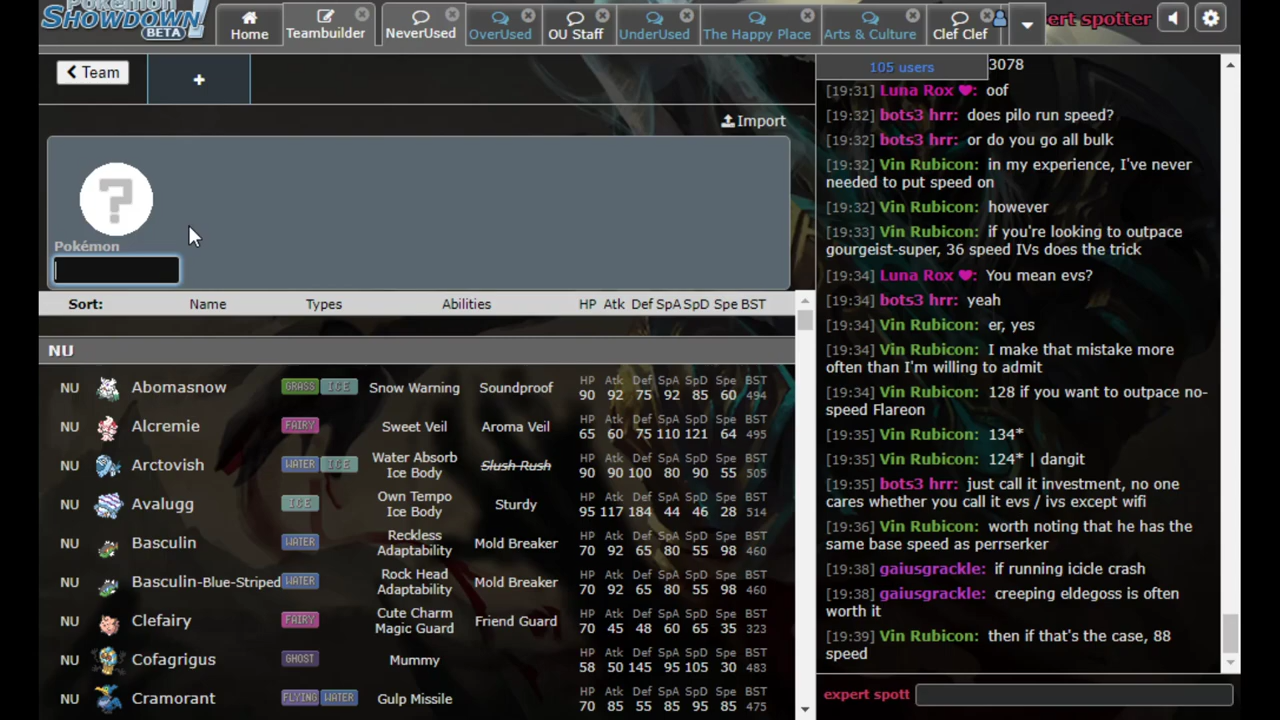 Pokémon
SHOWDOWN!
BETA
Home
Teambuilder
NeverUsed
OverUsed
OU Staff
UnderUsed
The Happy Place
Arts & Culture
Clef Clef
ert spotter
Team
+
Import
?
Pokémon
Sort: Name Types Abilities HP Atk Def SpA SpD Spe BST
NU
NU Abomasnow GRASS ICE Snow Warning Soundproof HP 90 Atk 92 Def 75 SpA 92 SpD 85 Spe 60 BST 494
NU Alcremie FAIRY Sweet Veil Aroma Veil HP 65 Atk 60 Def 75 SpA 110 SpD 121 Spe 64 BST 495
NU Arctovish WATER ICE Water Absorb Ice Body Slush Rush HP 90 Atk 90 Def 100 SpA 80 SpD 90 Spe 55 BST 505
NU Avalugg ICE Own Tempo Ice Body Sturdy HP 95 Atk 117 Def 184 SpA 44 SpD 46 Spe 28 BST 514
NU Basculin WATER Reckless Adaptability Mold Breaker HP 70 Atk 92 Def 65 SpA 80 SpD 55 Spe 98 BST 460
NU Basculin-Blue-Striped WATER Rock Head Adaptability Mold Breaker HP 70 Atk 92 Def 65 SpA 80 SpD 55 Spe 98 BST 460
NU Clefairy FAIRY Cute Charm Magic Guard Friend Guard HP 70 Atk 45 Def 48 SpA 60 SpD 65 Spe 35 BST 323
NU Cofagrigus GHOST Mummy HP 58 Atk 50 Def 145 SpA 95 SpD 105 Spe 30 BST 483
NU Cramorant FLYING WATER Gulp Missile HP 70 Atk 85 Def 55 SpA 85 SpD 95 Spe 85 BST 475
105 users
3078
[19:31] Luna Rox ♥: oof
[19:32] bots3 hrr: does pilo run speed?
[19:32] bots3 hrr: or do you go all bulk
[19:32] Vin Rubicon: in my experience, I've never
needed to put speed on
[19:32] Vin Rubicon: however
[19:33] Vin Rubicon: if you're looking to outpace
gourgeist-super, 36 speed IVs does the trick
[19:34] Luna Rox ♥: You mean evs?
[19:34] bots3 hrr: yeah
[19:34] Vin Rubicon: er, yes
[19:34] Vin Rubicon: I make that mistake more
often than I'm willing to admit
[19:34] Vin Rubicon: 128 if you want to outpace no-
speed Flareon
[19:35] Vin Rubicon: 134*
[19:35] Vin Rubicon: 124* | dangit
[19:35] bots3 hrr: just call it investment, no one
cares whether you call it evs / ivs except wifi
[19:36] Vin Rubicon: worth noting that he has the
same base speed as perrserker
[19:38] gaiusgrackle: if running icicle crash
[19:38] gaiusgrackle: creeping eldegoss is often
worth it
[19:39] Vin Rubicon: then if that's the case, 88
speed
expert spott